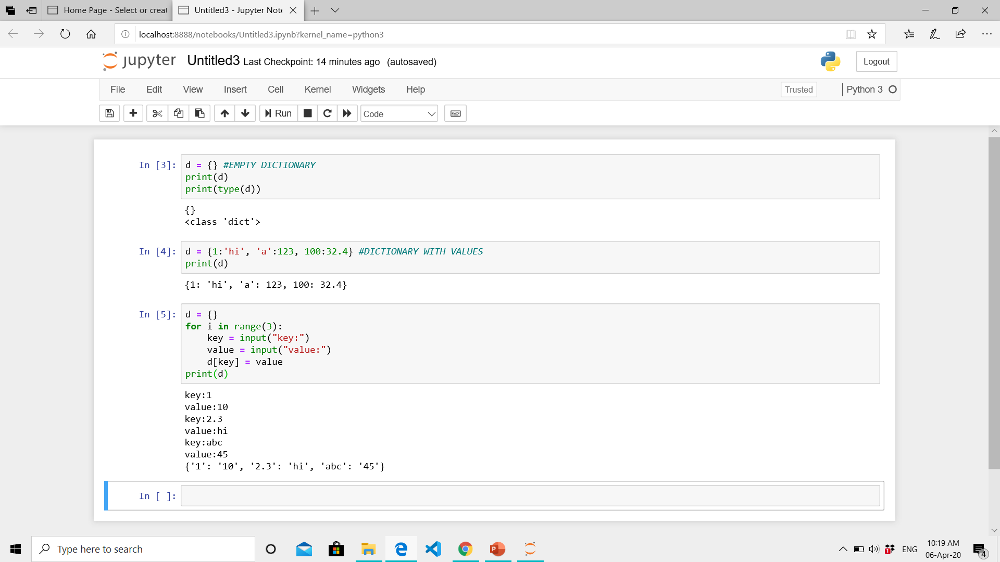 Home Page - Select or creat
Untitled3 - Jupyter Note
localhost:8888/notebooks/Untitled3.ipynb?kernel_name=python3
jupyter Untitled3 Last Checkpoint: 14 minutes ago (autosaved)
Logout
File Edit View Insert Cell Kernel Widgets Help
Trusted
Python 3
Run
Code
In [3]: d = {} #EMPTY DICTIONARY
print(d)
print(type(d))
{}
<class 'dict'>
In [4]: d = {1:'hi', 'a':123, 100:32.4} #DICTIONARY WITH VALUES
print(d)
{1: 'hi', 'a': 123, 100: 32.4}
In [5]: d = {}
for i in range(3):
    key = input("key:")
    value = input("value:")
    d[key] = value
print(d)
key:1
value:10
key:2.3
value:hi
key:abc
value:45
{'1': '10', '2.3': 'hi', 'abc': '45'}
In [ ]:
Type here to search
P
1
ENG
10:19 AM
06-Apr-20
4